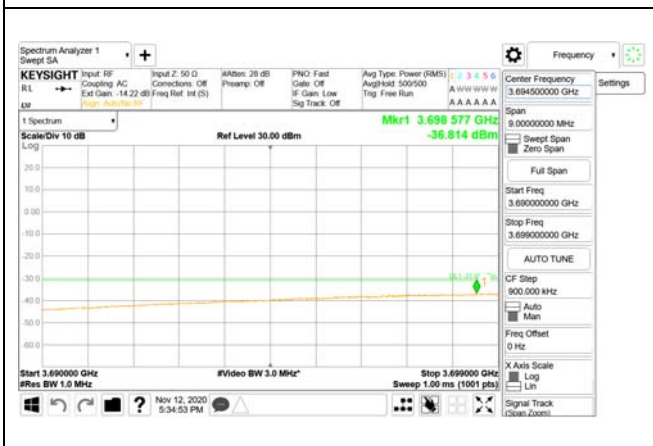 Spectrum Analyzer 1
Swept SA
Frequency
KEYSIGHT
RL
Input: RF
Coupling: AC
Ext Gain: -14.22 dB
Align: Auto/No RF
Input Z: 50 Ω
Corrections: Off
Freq Ref: Int (S)
#Atten: 28 dB
Preamp: Off
PNO: Fast
Gate: Off
IF Gain: Low
Sig Track: Off
Avg Type: Power (RMS)
Avg|Hold: 500/500
Trig: Free Run
1 2 3 4 5 6
A W W W W W
A A A A A A
1 Spectrum
Scale/Div 10 dB
Log
Ref Level 30.00 dBm
Mkr1 3.698 577 GHz
-36.814 dBm
20.0
10.0
0.00
-10.0
-20.0
-30.0
-40.0
-50.0
-60.0
1
Start 3.690000 GHz
#Res BW 1.0 MHz
#Video BW 3.0 MHz*
Stop 3.699000 GHz
Sweep 1.00 ms (1001 pts)
Nov 12, 2020
5:34:53 PM
Center Frequency
3.694500000 GHz
Settings
Span
9.00000000 MHz
Swept Span
Zero Span
Full Span
Start Freq
3.690000000 GHz
Stop Freq
3.699000000 GHz
AUTO TUNE
CF Step
900.000 kHz
Auto
Man
Freq Offset
0 Hz
X Axis Scale
Log
Lin
Signal Track
(Span Zoom)